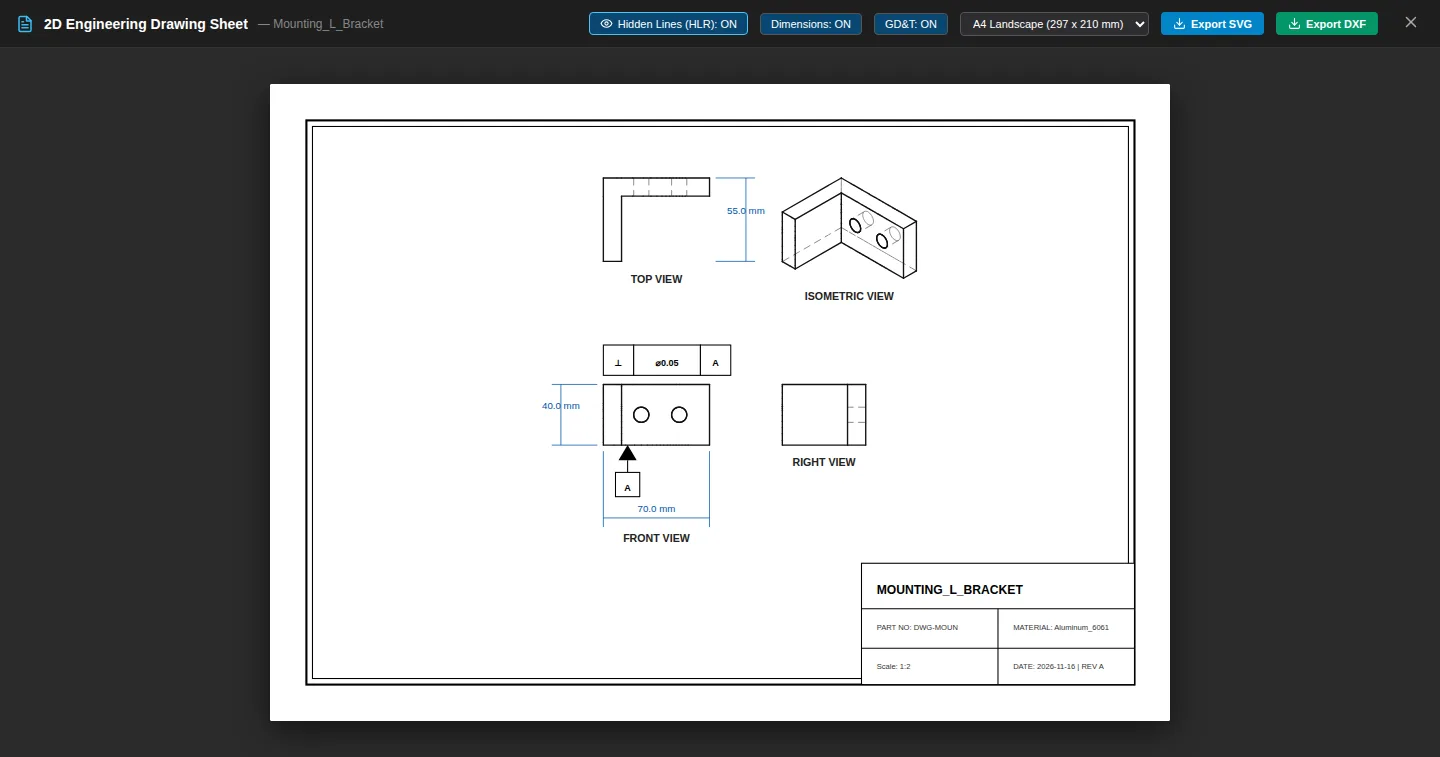 2D Engineering Drawing Sheet — Mounting_L_Bracket Hidden Lines (HLR): ON Dimensions: ON GD&T: ON A4 Landscape (297 x 210 mm) Export SVG Export DXF
55.0 mm
TOP VIEW
ISOMETRIC VIEW
⊥ ⌀0.05 A
40.0 mm
RIGHT VIEW
A
70.0 mm
FRONT VIEW
MOUNTING_L_BRACKET
PART NO: DWG-MOUN MATERIAL: Aluminum_6061
Scale: 1:2 DATE: 2026-11-16 | REV A